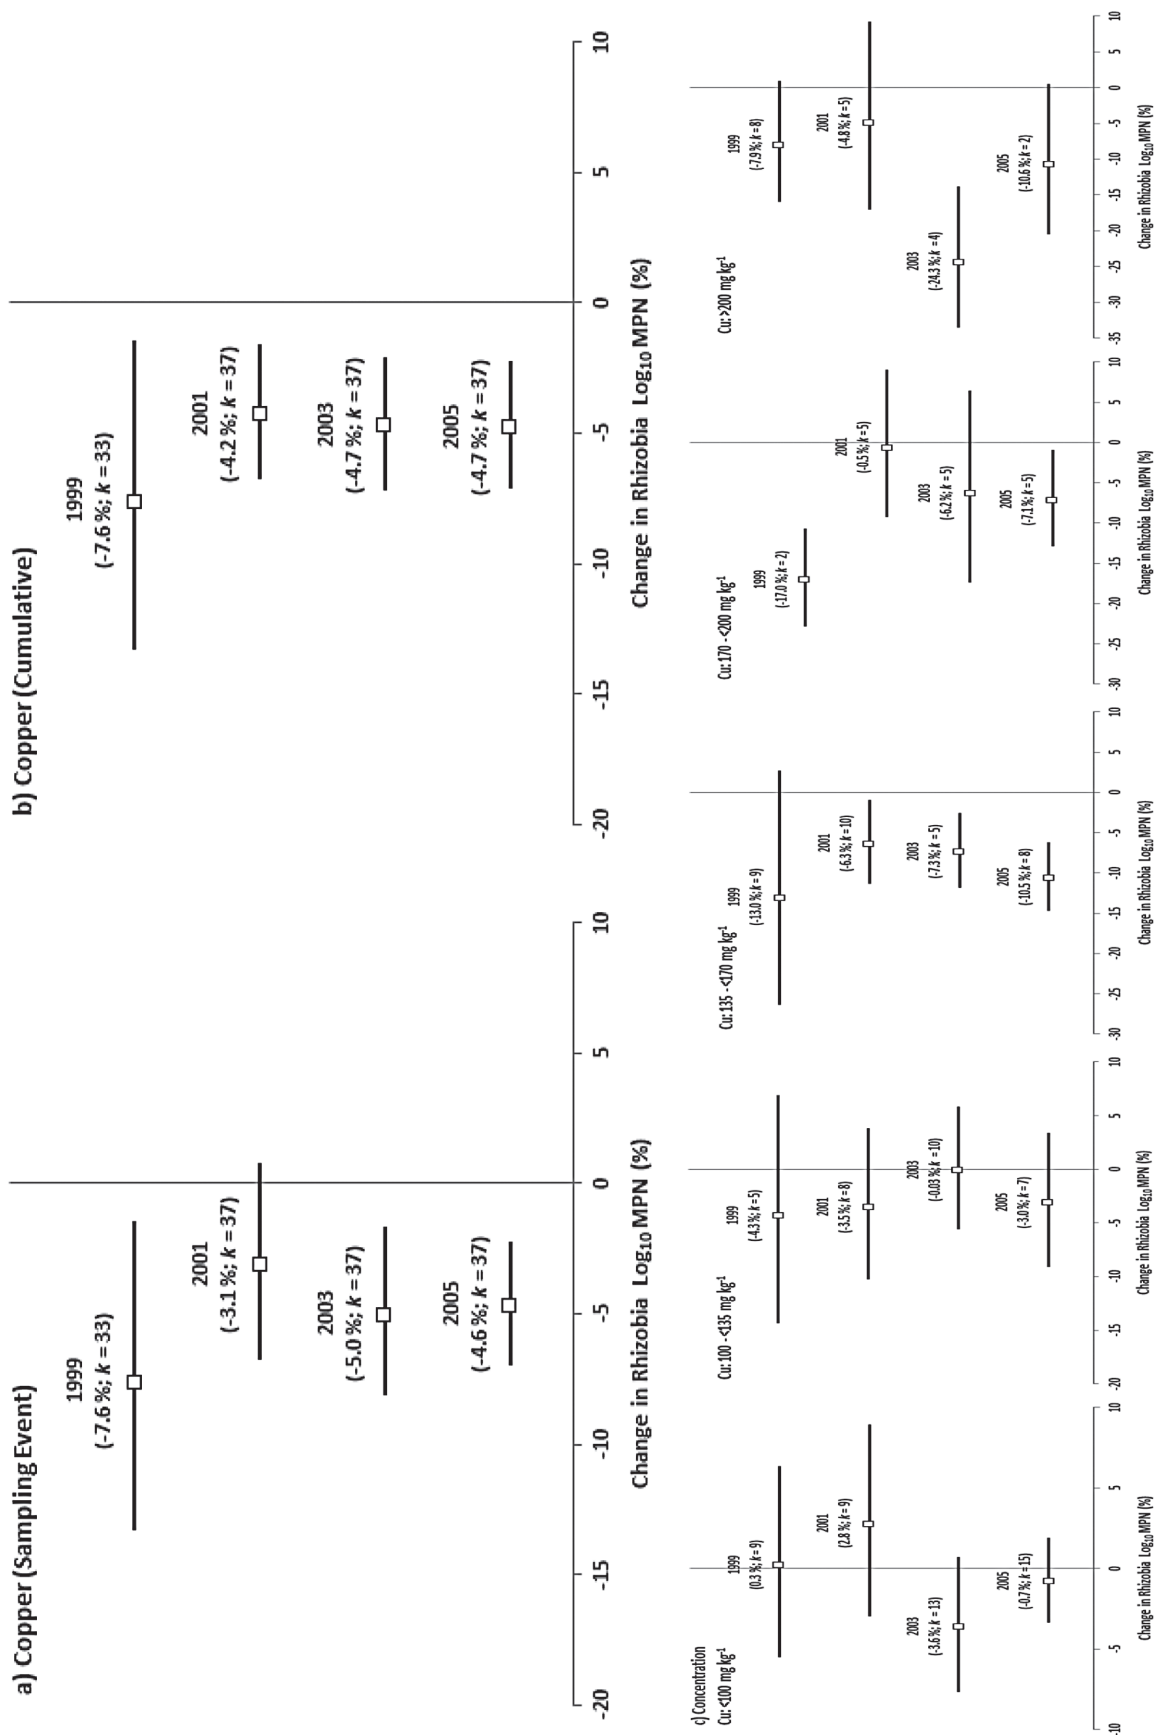 a) Copper (Sampling Event)
1999
(-7.6 %; k = 33)
2001
(-3.1 %; k = 37)
2003
(-5.0 %; k = 37)
2005
(-4.6 %; k = 37)
-20 -15 -10 -5 0 5 10
Change in Rhizobia Log10 MPN (%)
b) Copper (Cumulative)
1999
(-7.6 %; k = 33)
2001
(-4.2 %; k = 37)
2003
(-4.7 %; k = 37)
2005
(-4.7 %; k = 37)
-20 -15 -10 -5 0 5 10
Change in Rhizobia Log10 MPN (%)
c) Concentration
Cu: <100 mg kg-1
1999
(0.3 %; k = 9)
2001
(2.8 %; k = 9)
2003
(-3.6 %; k = 13)
2005
(-0.7 %; k = 15)
-10 -5 0 5 10
Change in Rhizobia Log10 MPN (%)
Cu: 100 - <135 mg kg-1
1999
(-4.3 %; k = 5)
2001
(-3.5 %; k = 8)
2003
(-0.03 %; k = 10)
2005
(-3.0 %; k = 7)
-20 -15 -10 -5 0 5 10
Change in Rhizobia Log10 MPN (%)
Cu: 135 - <170 mg kg-1
1999
(-13.0 %; k = 9)
2001
(-6.3 %; k = 10)
2003
(-7.3 %; k = 5)
2005
(-10.5 %; k = 8)
-30 -25 -20 -15 -10 -5 0 5 10
Change in Rhizobia Log10 MPN (%)
Cu: 170 - <200 mg kg-1
1999
(-17.0 %; k = 2)
2001
(-0.5 %; k = 5)
2003
(-6.2 %; k = 5)
2005
(-7.1 %; k = 5)
-30 -25 -20 -15 -10 -5 0 5 10
Change in Rhizobia Log10 MPN (%)
Cu: >200 mg kg-1
1999
(-7.9 %; k = 8)
2001
(-4.8 %; k = 5)
2003
(-24.3 %; k = 4)
2005
(-10.6 %; k = 2)
-35 -30 -25 -20 -15 -10 -5 0 5 10
Change in Rhizobia Log10 MPN (%)